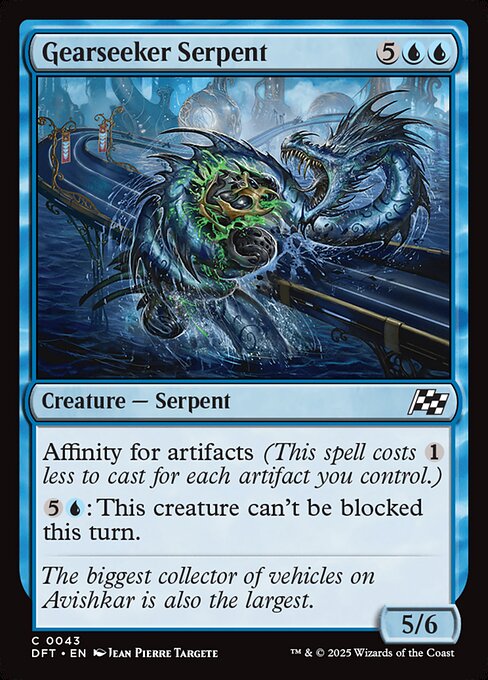 Gearseeker Serpent 5
Creature — Serpent
Affinity for artifacts (This spell costs 1
less to cast for each artifact you control.)
5 : This creature can't be blocked
this turn.
The biggest collector of vehicles on
Avishkar is also the largest.
5/6
C 0043
DFT • EN Jean Pierre Targete
™ & © 2025 Wizards of the Coast